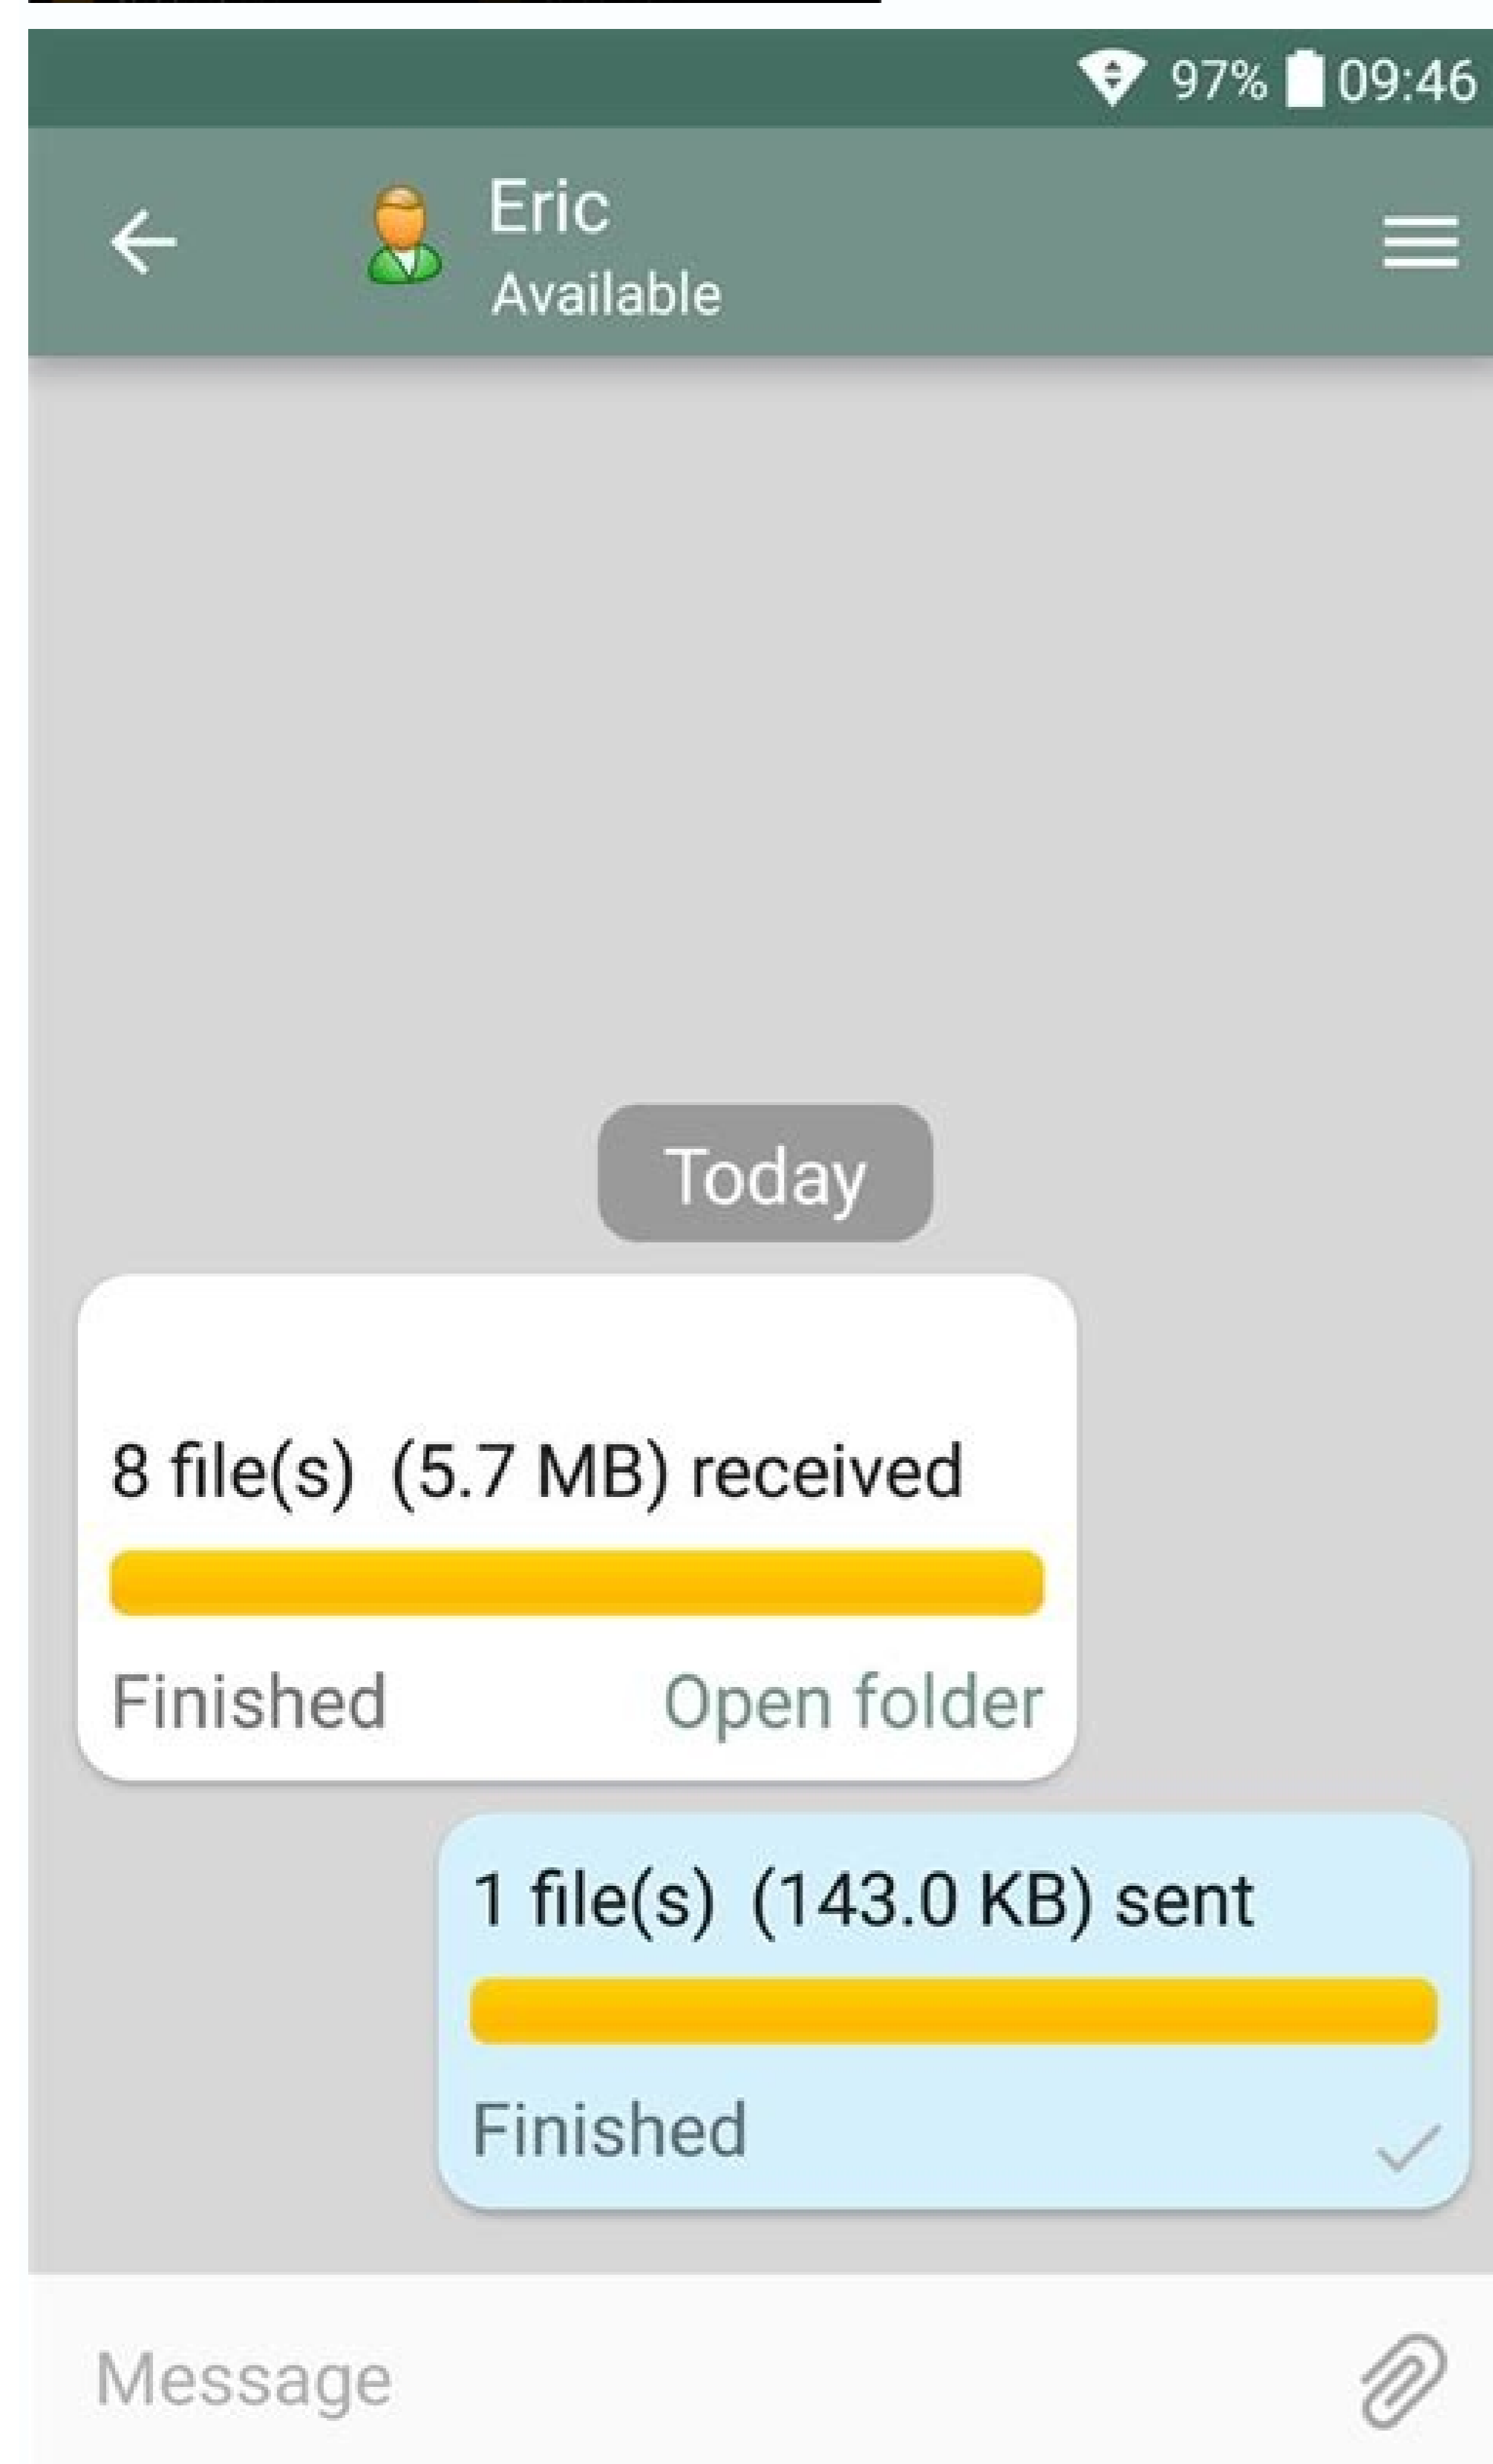 97% 09:46
Eric
Available
Today
8 file(s) (5.7 MB) received
Finished Open folder
1 file(s) (143.0 KB) sent
Finished
Message